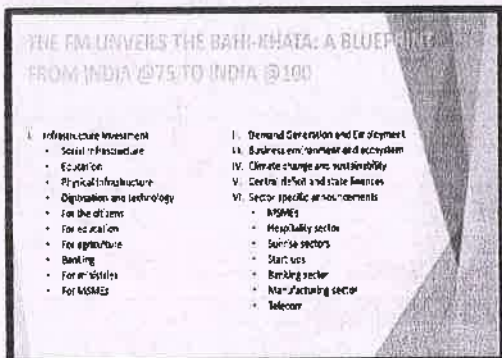 THE FM UNVEILS THE BAHI-KHATA: A BLUEPRINT
FROM INDIA @75 TO INDIA @100
I. Infrastructure Investment
• Social Infrastructure
• Education
• Physical Infrastructure
• Digitisation and technology
• For the citizens
• For education
• For agriculture
• Banking
• For ministries
• For MSMEs
II. Demand Generation and Employment
III. Business environment and ecosystem
IV. Climate change and sustainability
V. Central deficit and state finances
VI. Sector specific announcements
• MSMEs
• Hospitality sector
• Sunrise sectors
• Start ups
• Banking sector
• Manufacturing sector
• Telecom